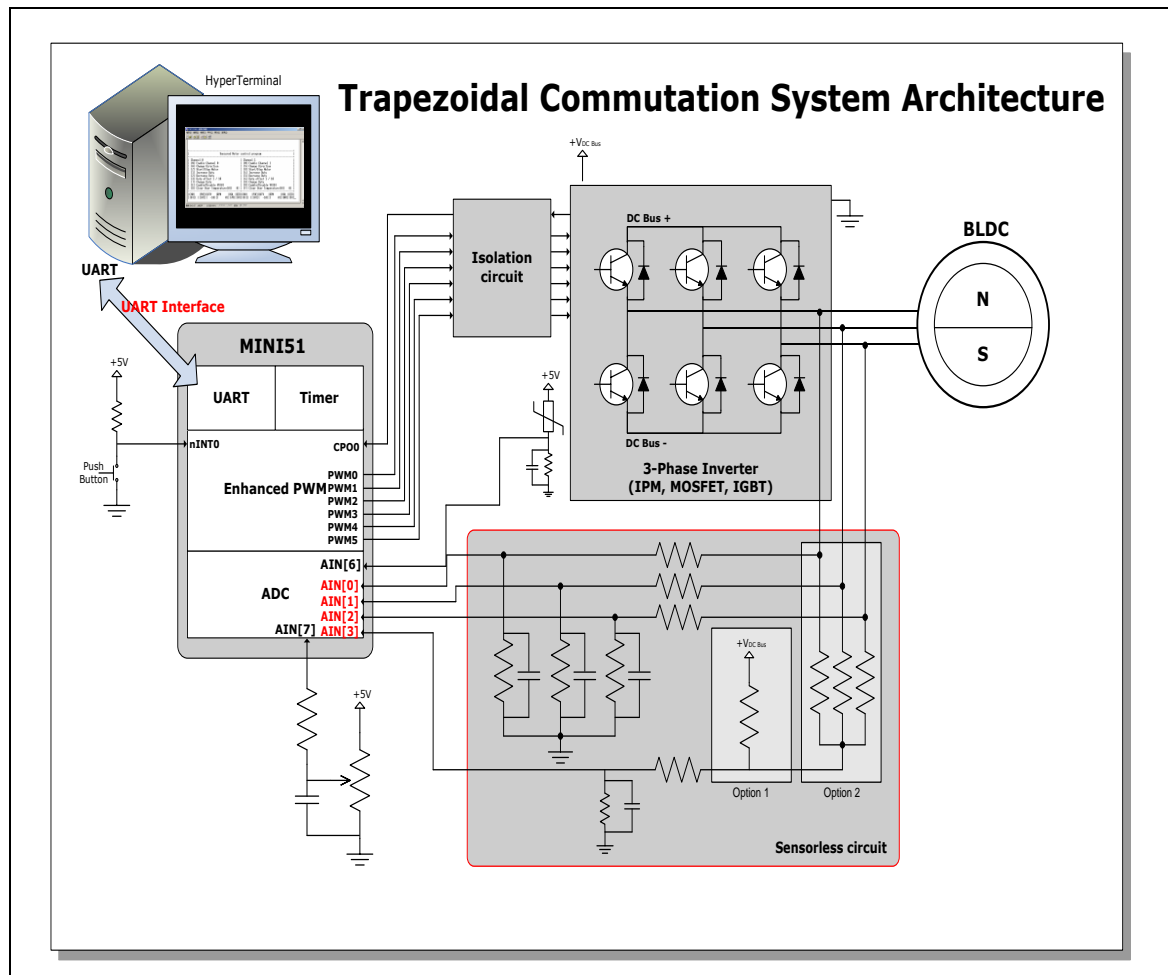 HyperTerminal
Trapezoidal Commutation System Architecture
+VDC Bus
DC Bus +
BLDC
Isolation
circuit
N
S
UART
UART Interface
MINI51
+5V
+5V
UART
Timer
nINT0
CPO0
DC Bus -
Push
Button
3-Phase Inverter
(IPM, MOSFET, IGBT)
Enhanced PWM
PWM0
PWM1
PWM2
PWM3
PWM4
PWM5
AIN[6]
AIN[0]
ADC
AIN[1]
AIN[2]
AIN[7]
AIN[3]
+VDC Bus
+5V
Option 1
Option 2
Sensorless circuit